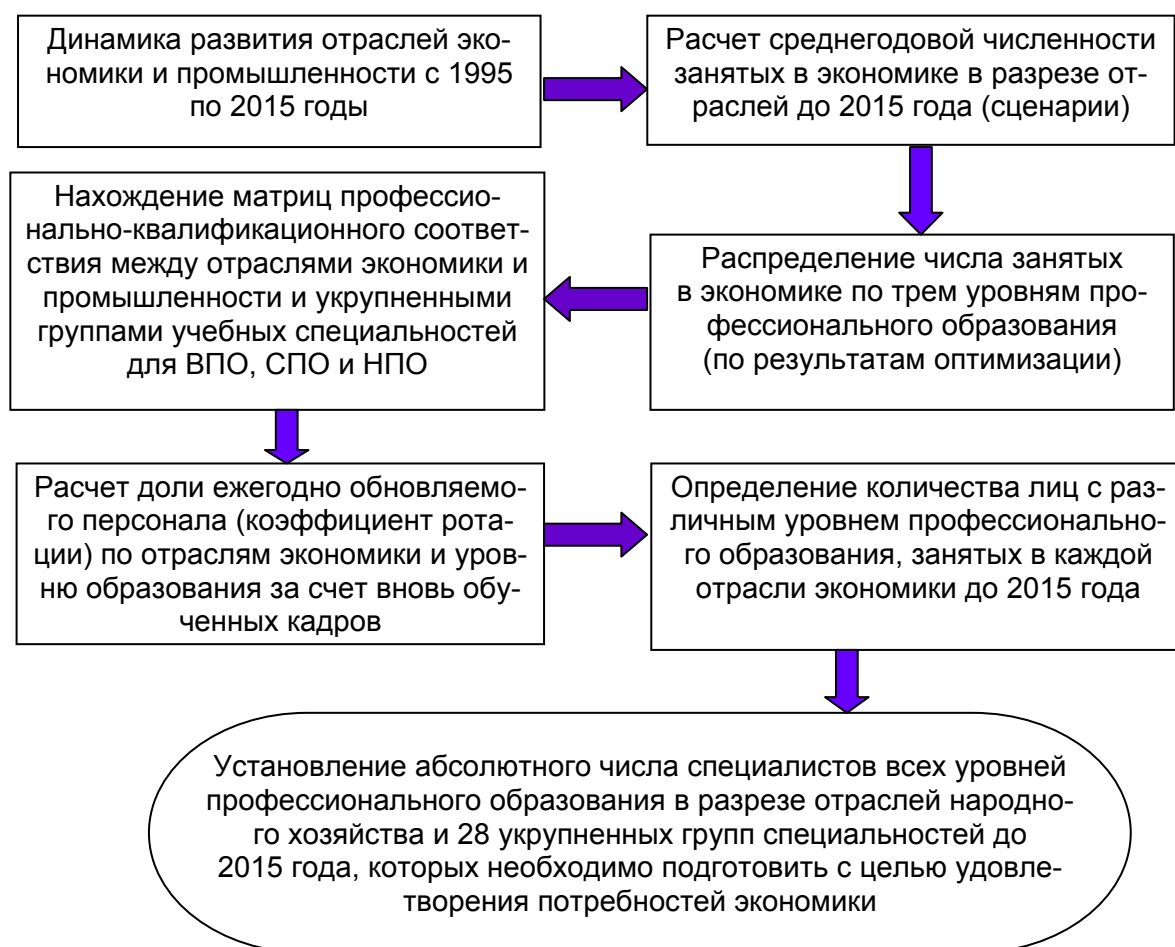 Динамика развития отраслей эко-
номики и промышленности с 1995
по 2015 годы
Расчет среднегодовой численности
занятых в экономике в разрезе от-
раслей до 2015 года (сценарии)
Распределение числа занятых
в экономике по трем уровням про-
фессионального образования
(по результатам оптимизации)
Нахождение матриц профессио-
нально-квалификационного соответ-
ствия между отраслями экономики и
промышленности и укрупненными
группами учебных специальностей
для ВПО, СПО и НПО
Расчет доли ежегодно обновляемо-
го персонала (коэффициент рота-
ции) по отраслям экономики и уров-
ню образования за счет вновь обу-
ченных кадров
Определение количества лиц с раз-
личным уровнем профессионально-
го образования, занятых в каждой
отрасли экономики до 2015 года
Установление абсолютного числа специалистов всех уровней
профессионального образования в разрезе отраслей народно-
го хозяйства и 28 укрупненных групп специальностей до
2015 года, которых необходимо подготовить с целью удовле-
творения потребностей экономики